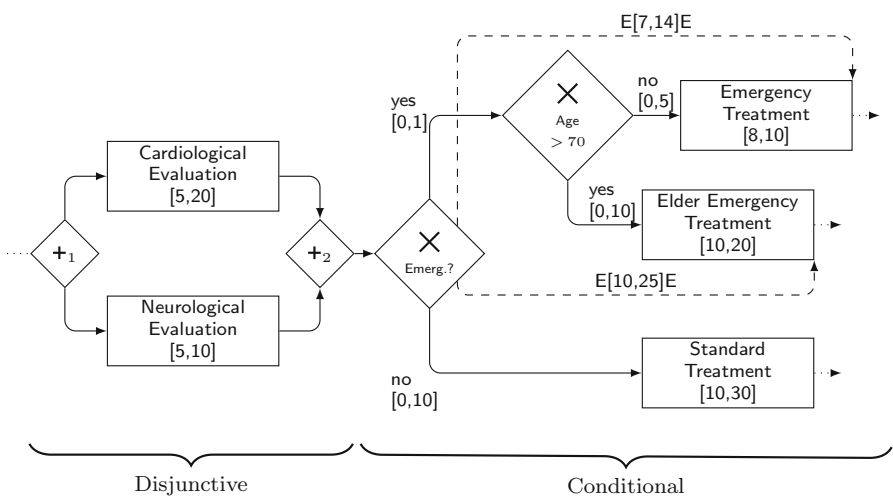 E[7,14]E
yes
[0,1]
Age
> 70
no
[0,5]
Emergency
Treatment
[8,10]
Cardiological
Evaluation
[5,20]
yes
[0,10]
Elder Emergency
Treatment
[10,20]
+1
+2
Emerg.?
E[10,25]E
Neurological
Evaluation
[5,10]
no
[0,10]
Standard
Treatment
[10,30]
Disjunctive
Conditional